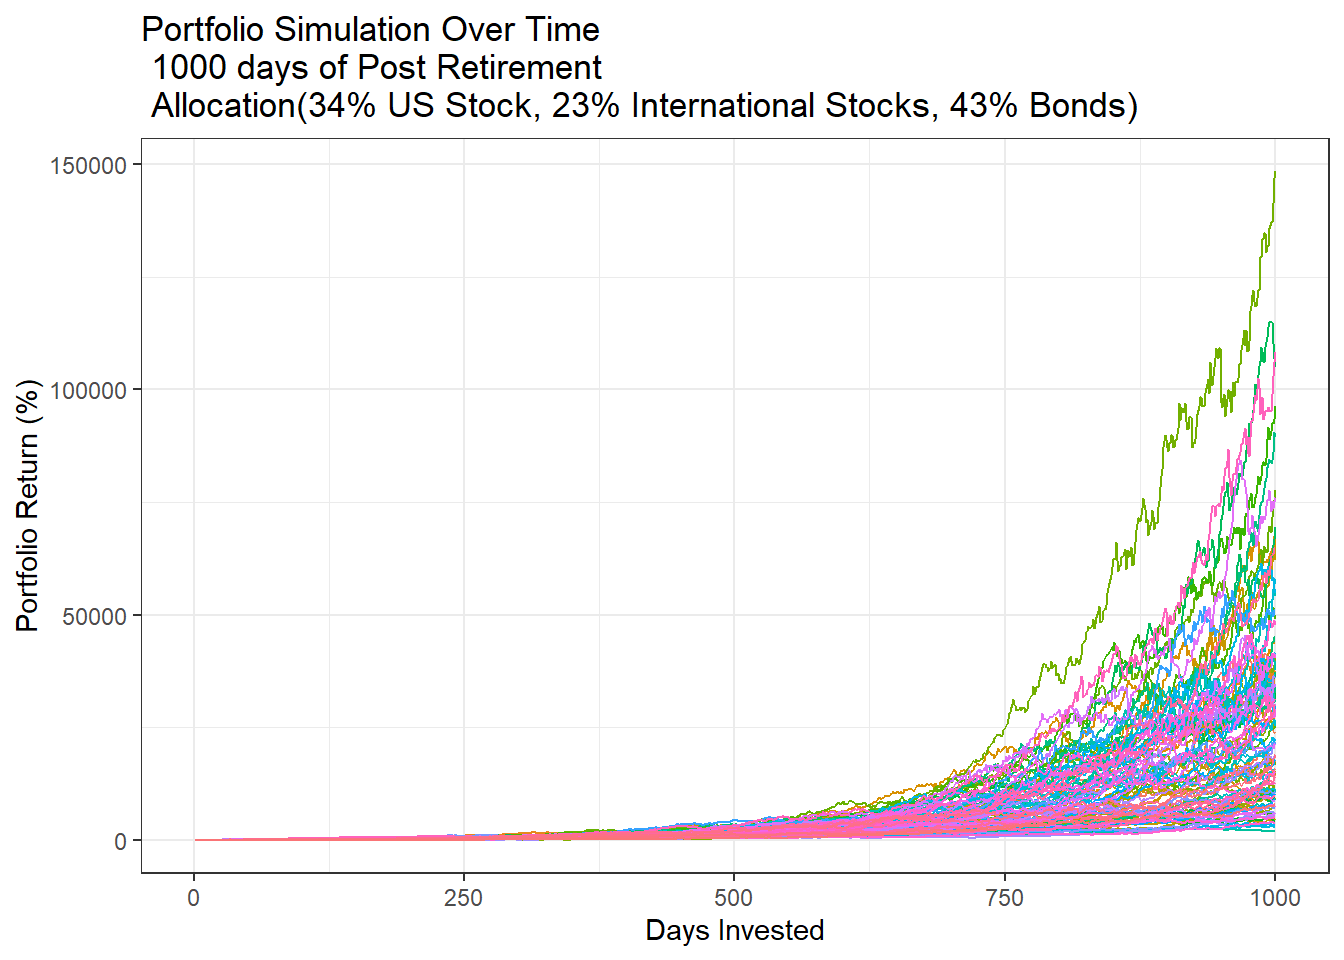 Portfolio Simulation Over Time
1000 days of Post Retirement
Allocation(34% US Stock, 23% International Stocks, 43% Bonds)
150000
100000
50000
0
Portfolio Return (%)
0 250 500 750 1000
Days Invested